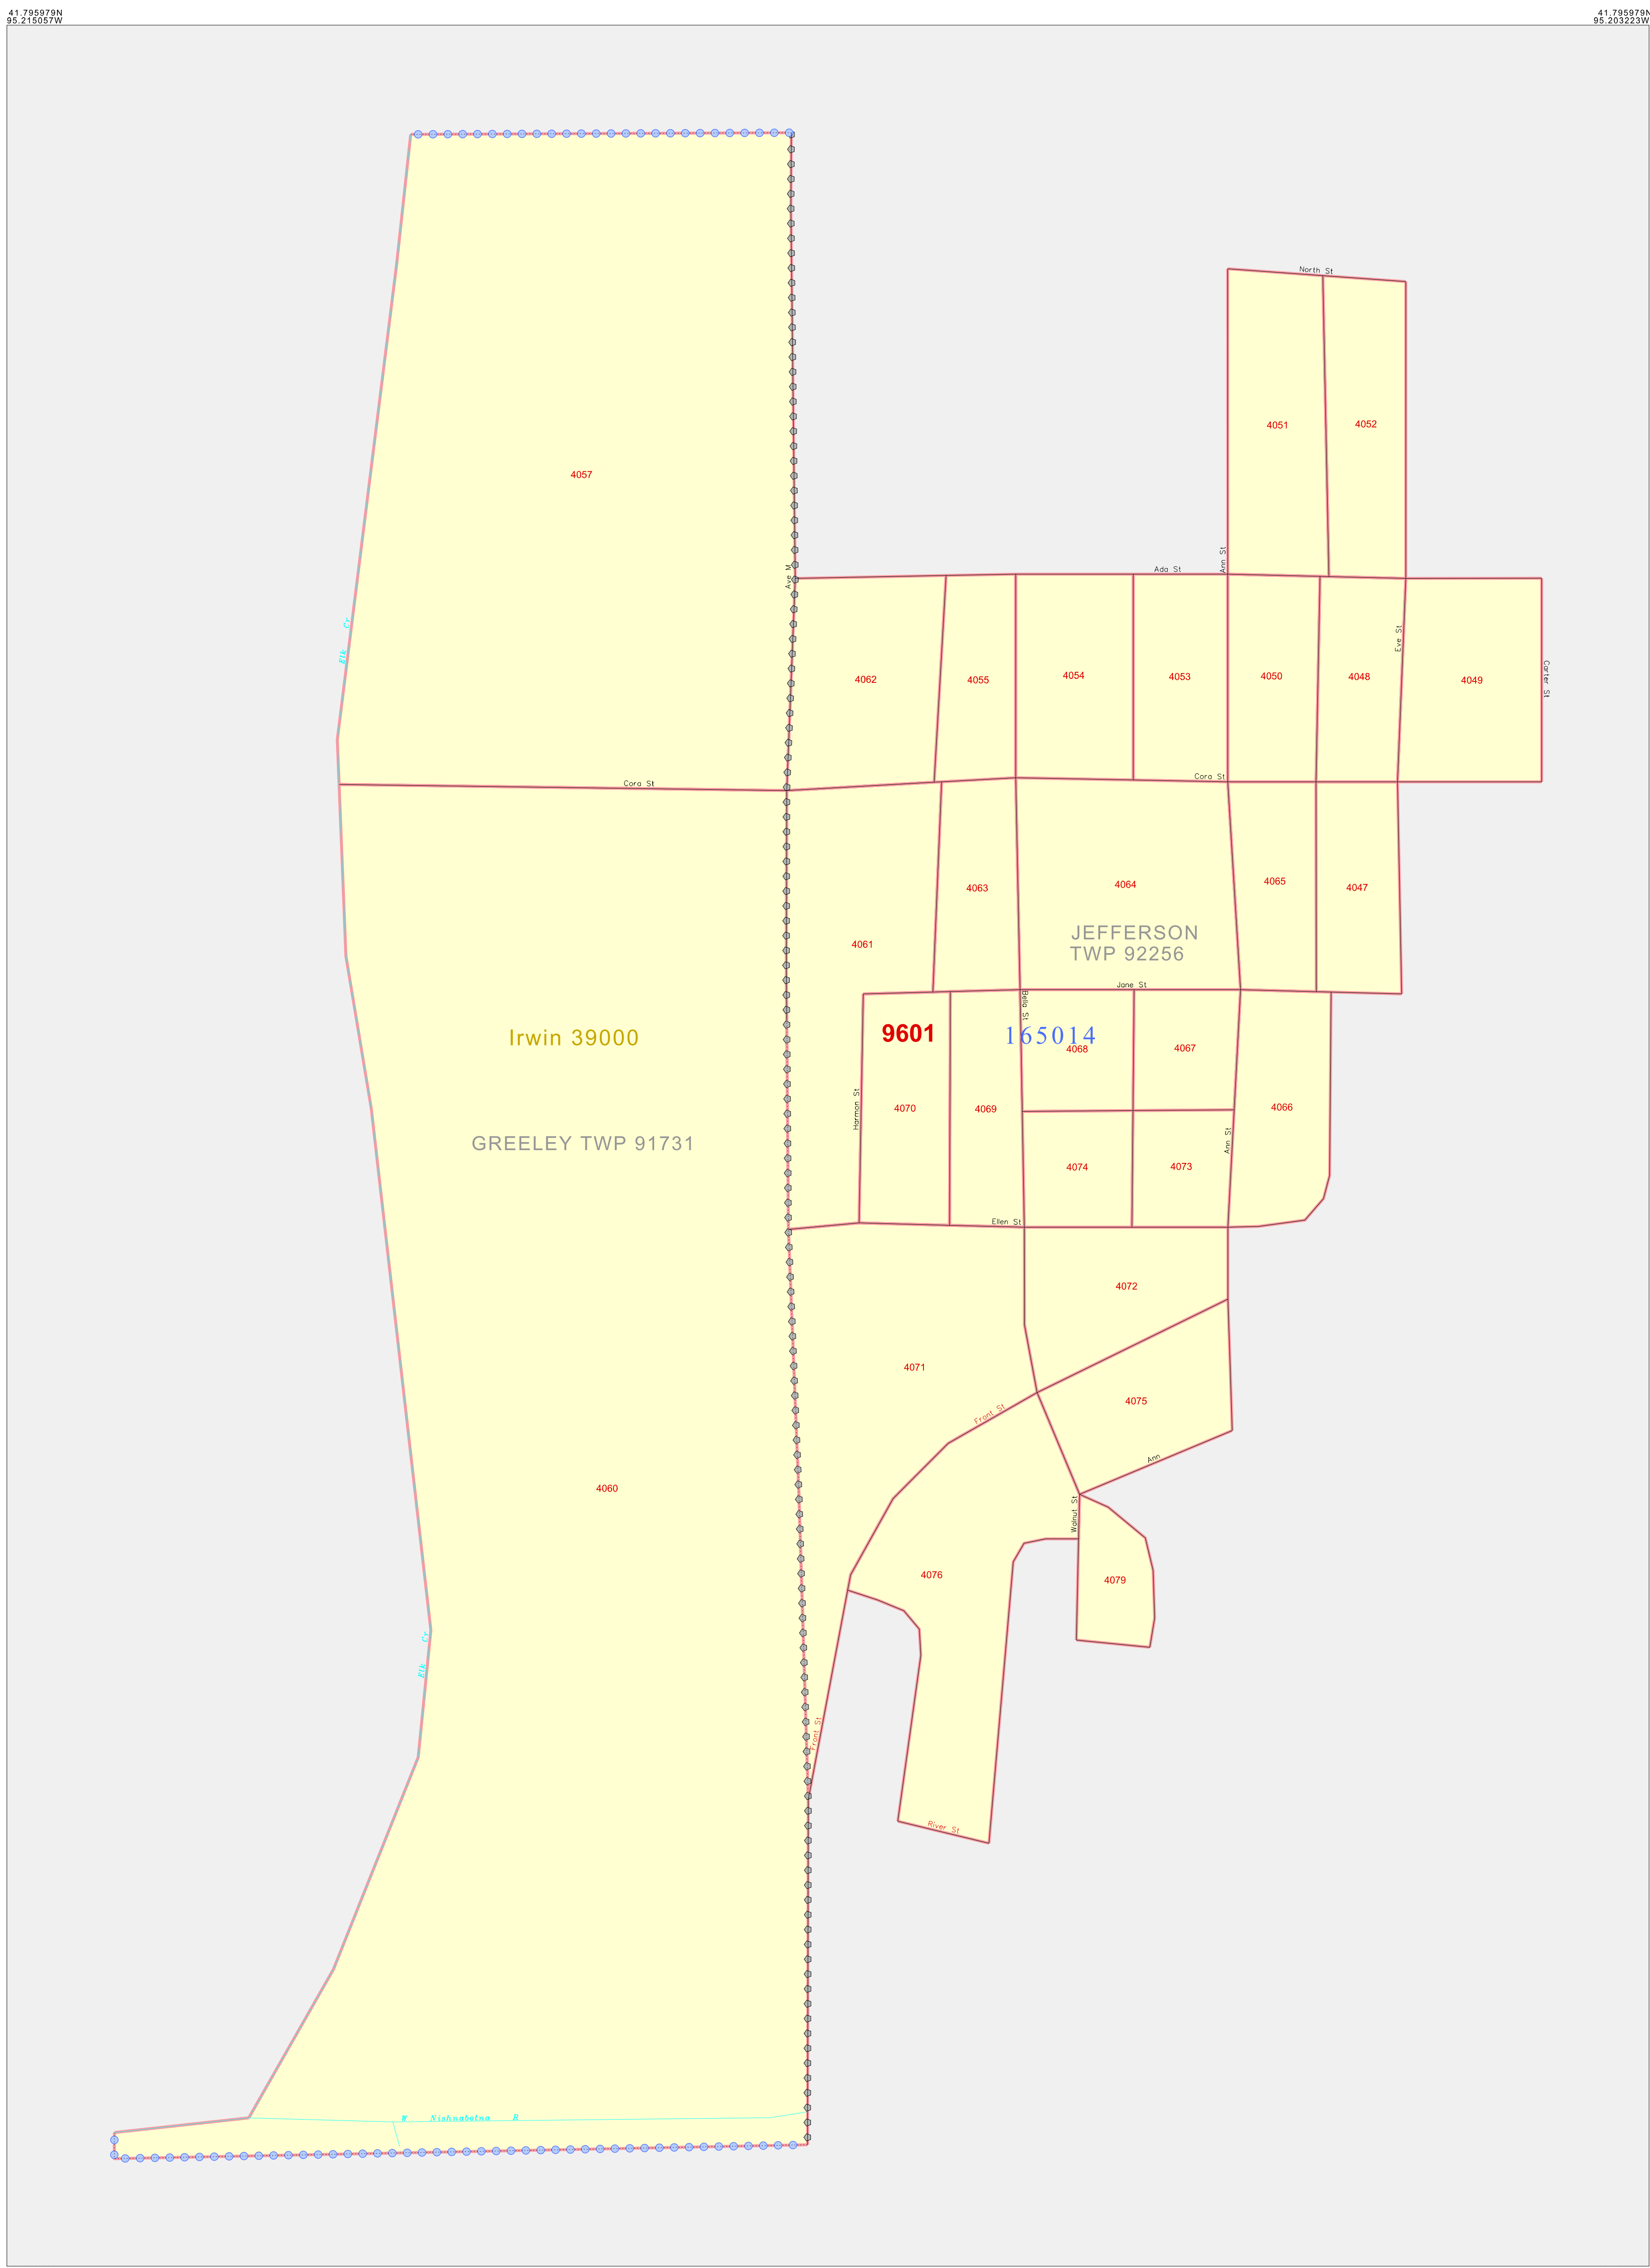 41.795979N
95.215057W
41.795979N
95.203223W
North St
4051
4052
4057
Ann St
Ada St
Ave M
Elk Cr
Eve St
Carter St
4062
4055
4054
4053
4050
4048
4049
Cora St
Cora St
4061
4063
4064
4065
4047
JEFFERSON
TWP 92256
Jane St
Bella St
Irwin 39000
9601
165014
4068
4067
Harmon St
4070
4069
4066
GREELEY TWP 91731
Ann St
4074
4073
Ellen St
4072
4071
4075
Front St
Ann
4060
Walnut St
4076
4079
Elk Cr
Front St
River St
W Nishnabotna R